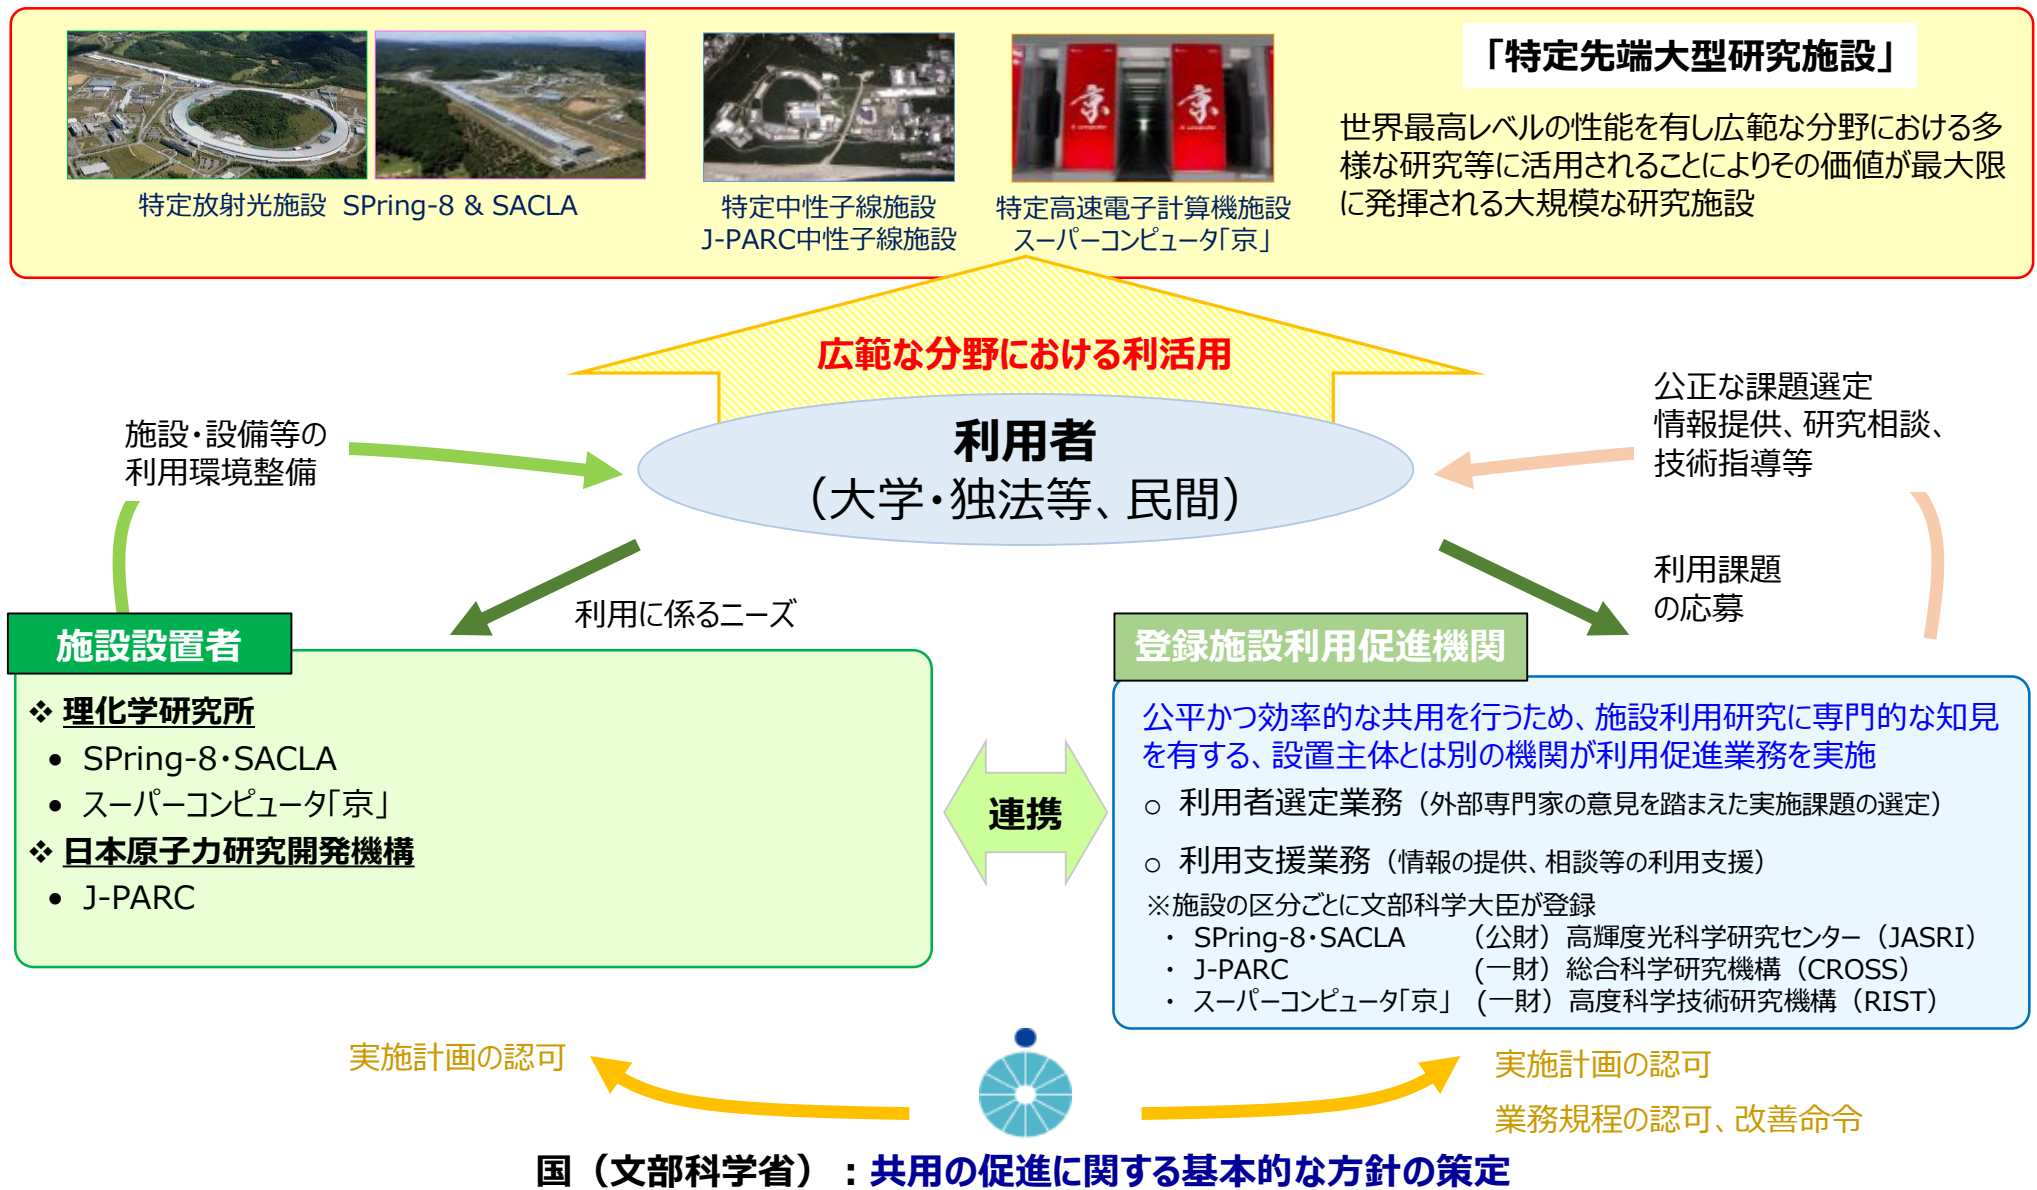 「特定先端大型研究施設」
世界最高レベルの性能を有し広範な分野における多
様な研究等に活用されることによりその価値が最大限
に発揮される大規模な研究施設
京
京
特定放射光施設 SPring-8 & SACLA
特定中性子線施設
J-PARC中性子線施設
特定高速電子計算機施設
スーパーコンピュータ「京」
広範な分野における利活用
利用者
（大学・独法等、民間）
施設・設備等の
利用環境整備
公正な課題選定
情報提供、研究相談、
技術指導等
利用に係るニーズ
利用課題
の応募
施設設置者
❖ 理化学研究所
• SPring-8・SACLA
• スーパーコンピュータ「京」
❖ 日本原子力研究開発機構
• J-PARC
連携
登録施設利用促進機関
公平かつ効率的な共用を行うため、施設利用研究に専門的な知見
を有する、設置主体とは別の機関が利用促進業務を実施
○ 利用者選定業務（外部専門家の意見を踏まえた実施課題の選定）
○ 利用支援業務（情報の提供、相談等の利用支援）
※施設の区分ごとに文部科学大臣が登録
・ SPring-8・SACLA （公財）高輝度光科学研究センター（JASRI）
・ J-PARC (一財）総合科学研究機構（CROSS）
・ スーパーコンピュータ「京」 (一財）高度科学技術研究機構（RIST）
実施計画の認可
実施計画の認可
業務規程の認可、改善命令
国（文部科学省）：共用の促進に関する基本的な方針の策定